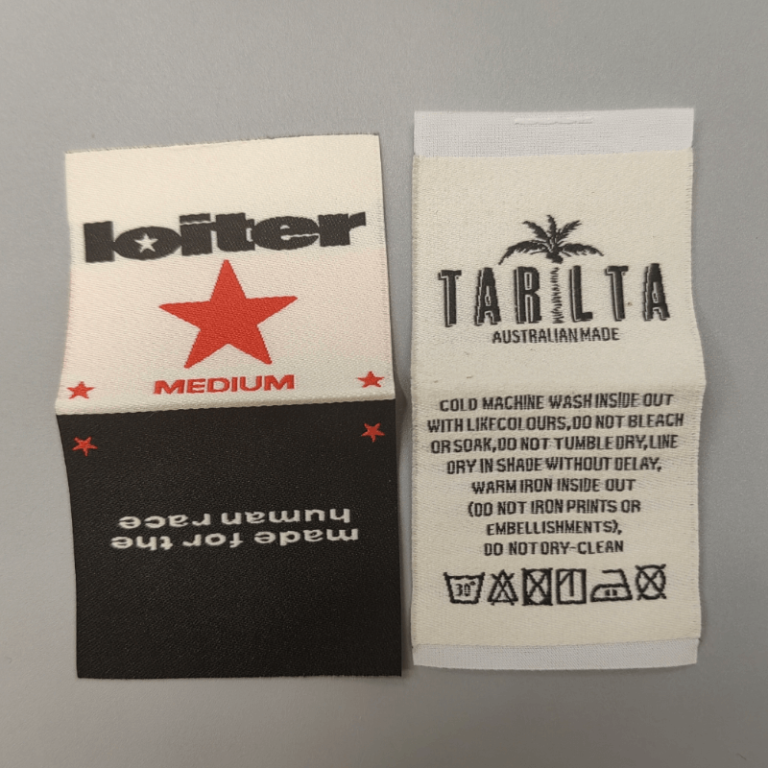 loiter
MEDIUM
made for the
human race
TARILTA
AUSTRALIAN MADE
COLD MACHINE WASH INSIDE OUT
WITH LIKE COLOURS, DO NOT BLEACH
OR SOAK, DO NOT TUMBLE DRY, LINE
DRY IN SHADE WITHOUT DELAY,
WARM IRON INSIDE OUT
(DO NOT IRON PRINTS OR
EMBELLISHMENTS),
DO NOT DRY-CLEAN
30°